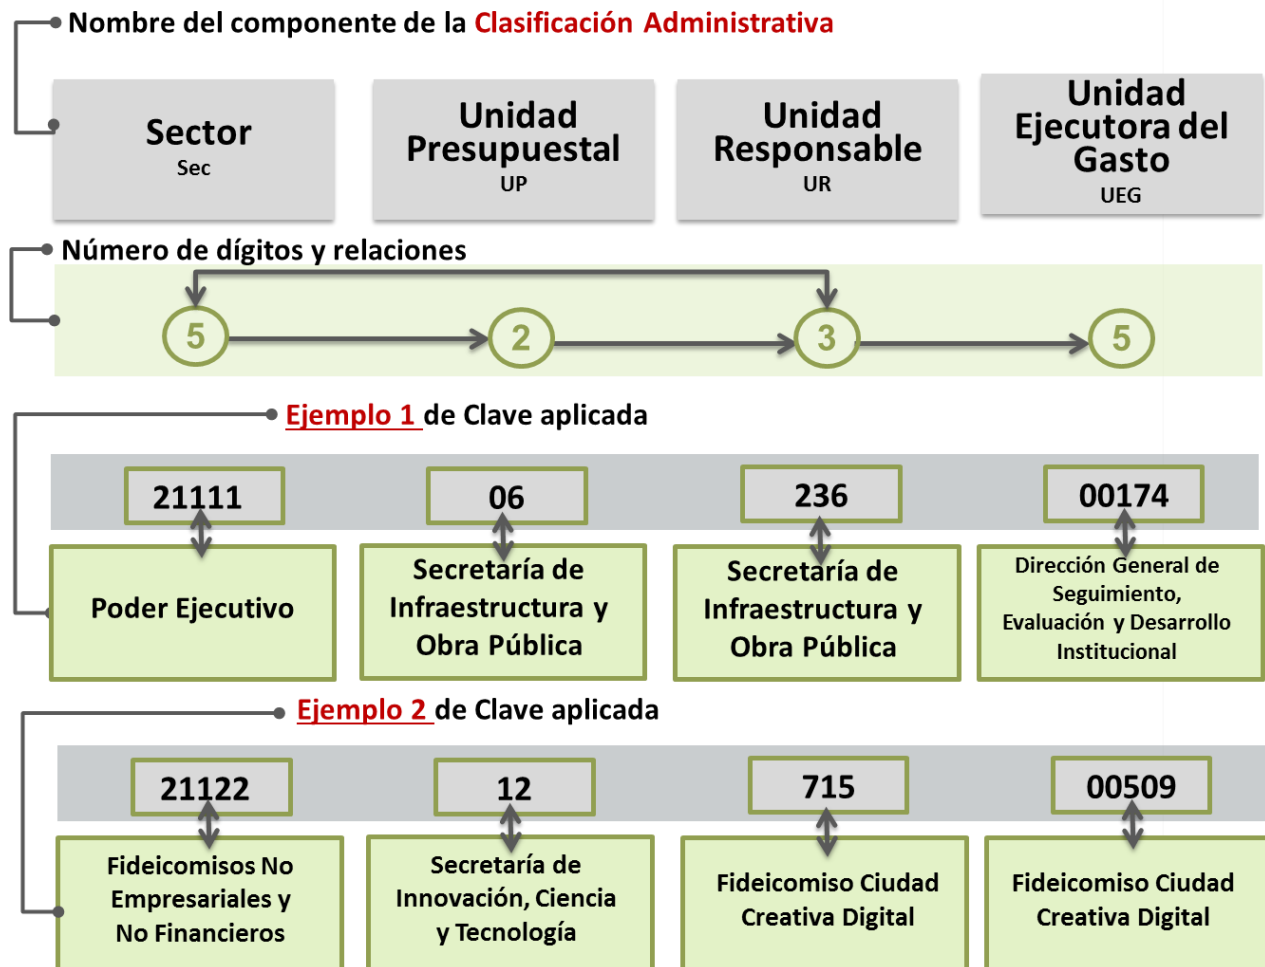 Nombre del componente de la Clasificación Administrativa
Sector
Sec
Unidad
Presupuestal
UP
Unidad
Responsable
UR
Unidad
Ejecutora del
Gasto
UEG
Número de dígitos y relaciones
5
2
3
5
Ejemplo 1 de Clave aplicada
21111
06
236
00174
Poder Ejecutivo
Secretaría de
Infraestructura y
Obra Pública
Secretaría de
Infraestructura y
Obra Pública
Dirección General de
Seguimiento,
Evaluación y Desarrollo
Institucional
Ejemplo 2 de Clave aplicada
21122
12
715
00509
Fideicomisos No
Empresariales y
No Financieros
Secretaría de
Innovación, Ciencia
y Tecnología
Fideicomiso Ciudad
Creativa Digital
Fideicomiso Ciudad
Creativa Digital